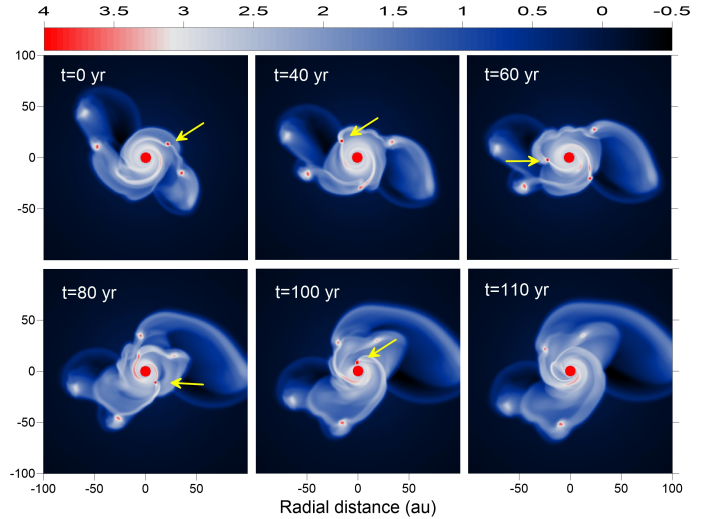 4 3.5 3 2.5 2 1.5 1 0.5 0 -0.5
100
50
0
-50
t=0 yr
t=40 yr
t=60 yr
50
0
-50
-100
t=80 yr
t=100 yr
t=110 yr
-100 -50 0 50 -50 0 50 -50 0 50 100
Radial distance (au)